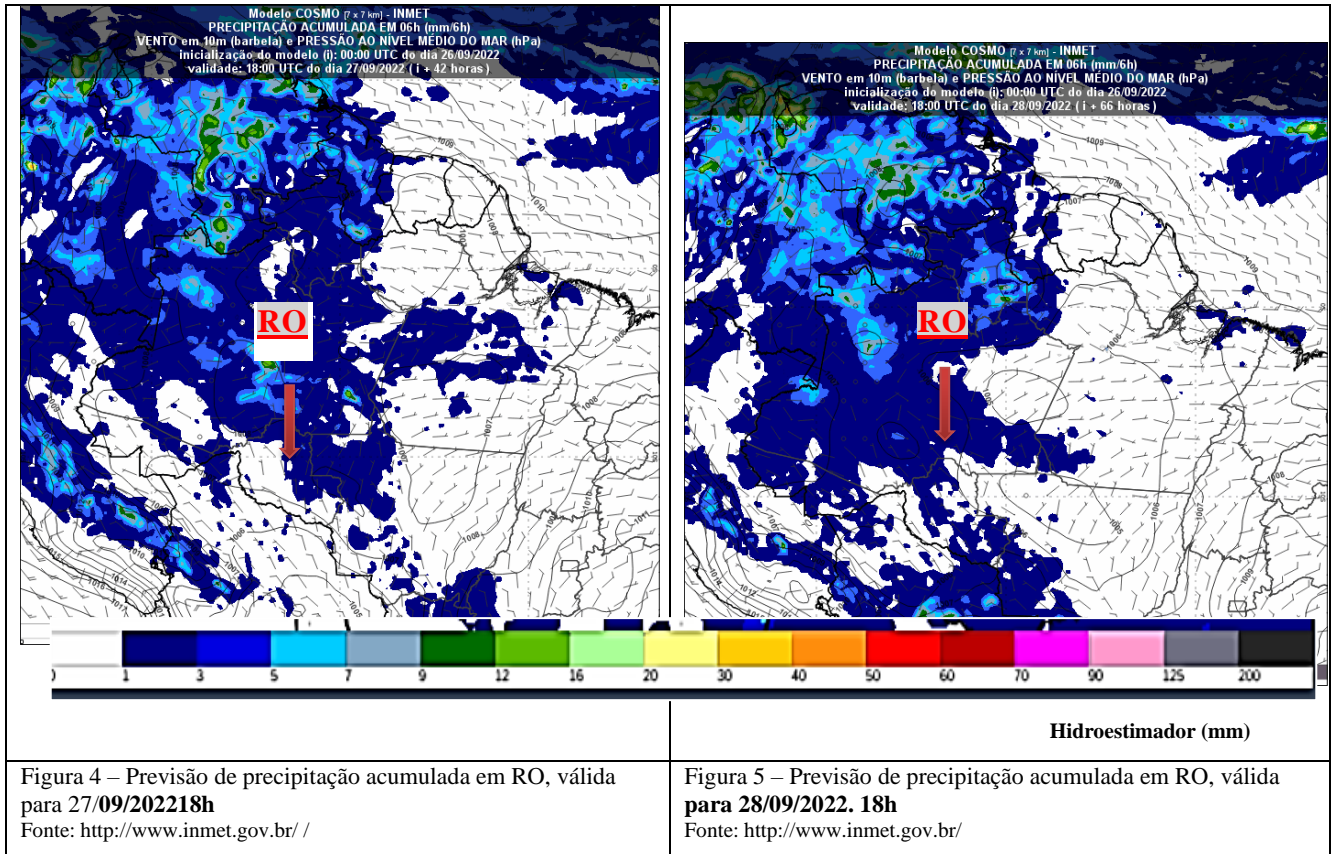 Modelo COSMO [7 x 7 km] - INMET
PRECIPITAÇÃO ACUMULADA EM 06h (mm/6h)
VENTO em 10m (barbela) e PRESSÃO AO NÍVEL MÉDIO DO MAR (hPa)
inicialização do modelo (i): 00:00 UTC do dia 26/09/2022
validade: 18:00 UTC do dia 27/09/2022 ( i + 42 horas )
RO
Modelo COSMO [7 x 7 km] - INMET
PRECIPITAÇÃO ACUMULADA EM 06h (mm/6h)
VENTO em 10m (barbela) e PRESSÃO AO NÍVEL MÉDIO DO MAR (hPa)
inicialização do modelo (i): 00:00 UTC do dia 26/09/2022
validade: 18:00 UTC do dia 28/09/2022 ( i + 66 horas )
RO
1 3 5 7 9 12 16 20 30 40 50 60 70 90 125 200
Hidroestimador (mm)
Figura 4 – Previsão de precipitação acumulada em RO, válida
para 27/09/202218h
Fonte: http://www.inmet.gov.br/ /
Figura 5 – Previsão de precipitação acumulada em RO, válida
para 28/09/2022. 18h
Fonte: http://www.inmet.gov.br/